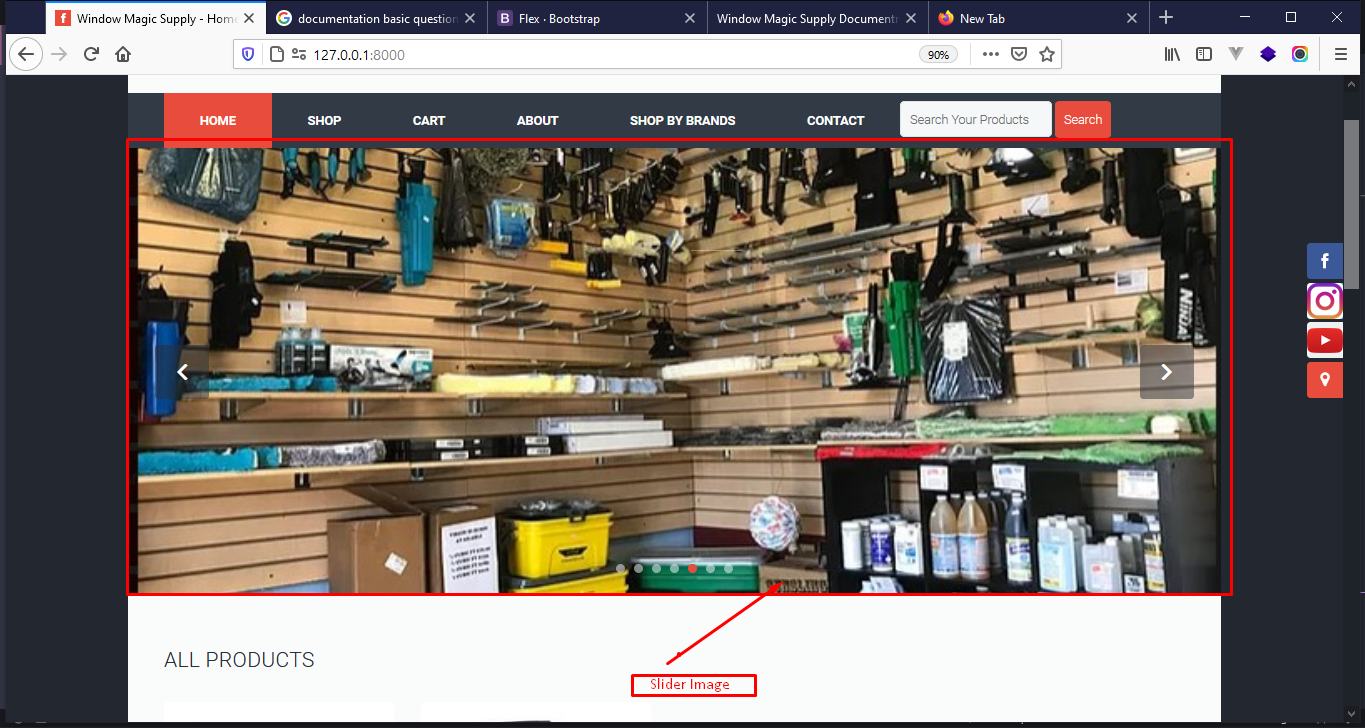 Window Magic Supply - Home
documentation basic question
Flex · Bootstrap
Window Magic Supply Document
New Tab
127.0.0.1:8000
90%
HOME
SHOP
CART
ABOUT
SHOP BY BRANDS
CONTACT
Search Your Products
Search
ALL PRODUCTS
Slider Image